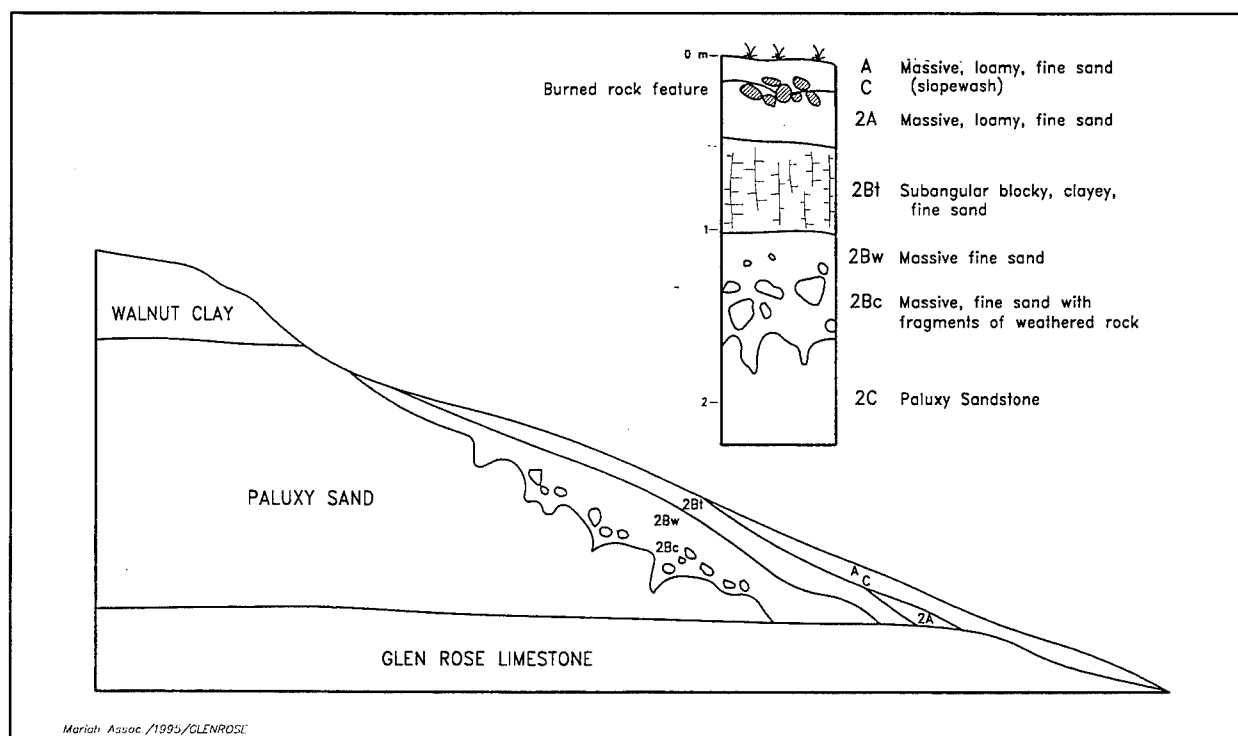 0 m
Burned rock feature
A Massive, loamy, fine sand
C (slopewash)
2A Massive, loamy, fine sand
2Bt Subangular blocky, clayey,
fine sand
1
2Bw Massive fine sand
2Bc Massive, fine sand with
fragments of weathered rock
2
2C Paluxy Sandstone
WALNUT CLAY
PALUXY SAND
2Bt
2Bw
2Bc
A
C
2A
GLEN ROSE LIMESTONE
Mariah Assoc./1995/GLENROSE